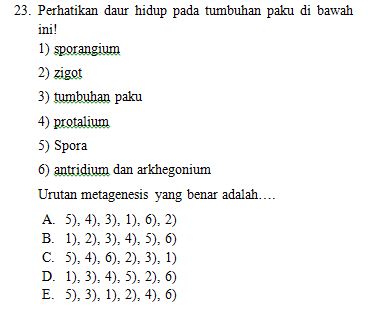 23. Perhatikan daur hidup pada tumbuhan paku di bawah
ini!
1) sporangium
2) zigot
3) tumbuhan paku
4) protalium
5) Spora
6) antridium dan arkhegonium
Urutan metagenesis yang benar adalah....
A. 5), 4), 3), 1), 6), 2)
B. 1), 2), 3), 4), 5), 6)
C. 5), 4), 6), 2), 3), 1)
D. 1), 3), 4), 5), 2), 6)
E. 5), 3), 1), 2), 4), 6)